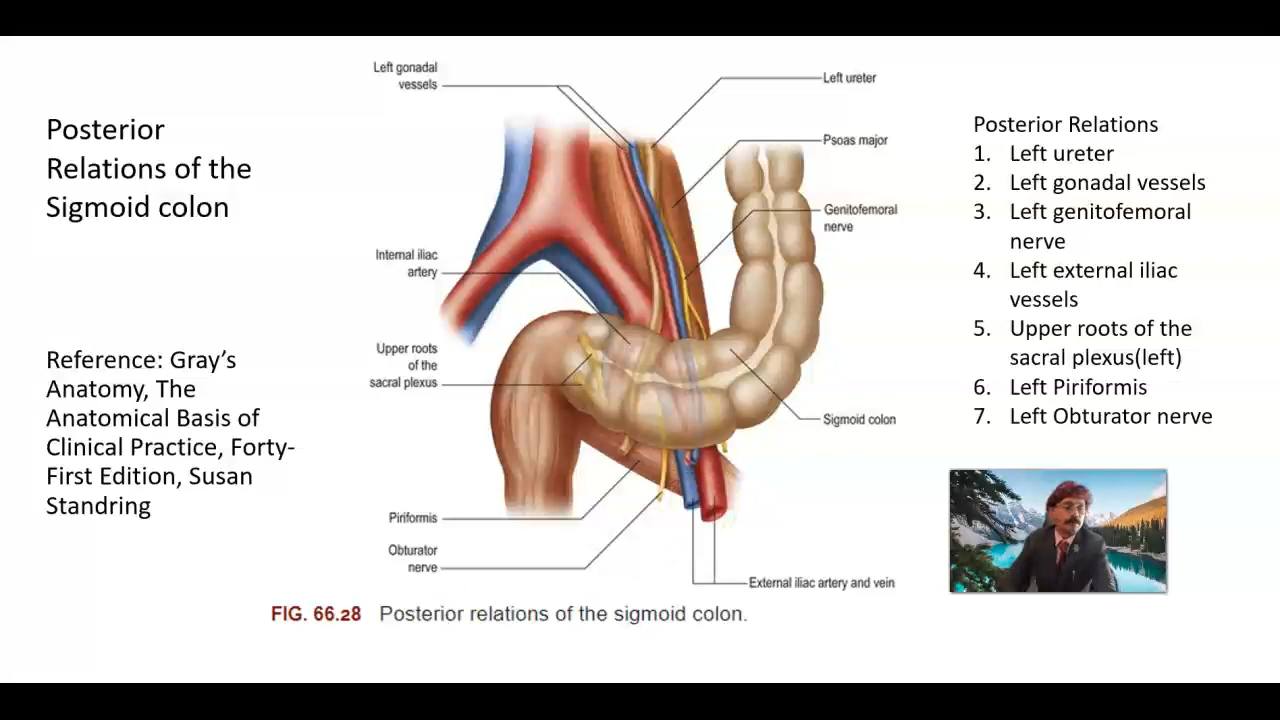 Posterior
Relations of the
Sigmoid colon
Reference: Gray’s
Anatomy, The
Anatomical Basis of
Clinical Practice, Forty-
First Edition, Susan
Standring
Left gonadal
vessels
Internal iliac
artery
Upper roots
of the
sacral plexus
Piriformis
Obturator
nerve
Left ureter
Psoas major
Genitofemoral
nerve
Sigmoid colon
External iliac artery and vein
FIG. 66.28 Posterior relations of the sigmoid colon.
Posterior Relations
1. Left ureter
2. Left gonadal vessels
3. Left genitofemoral
nerve
4. Left external iliac
vessels
5. Upper roots of the
sacral plexus(left)
6. Left Piriformis
7. Left Obturator nerve